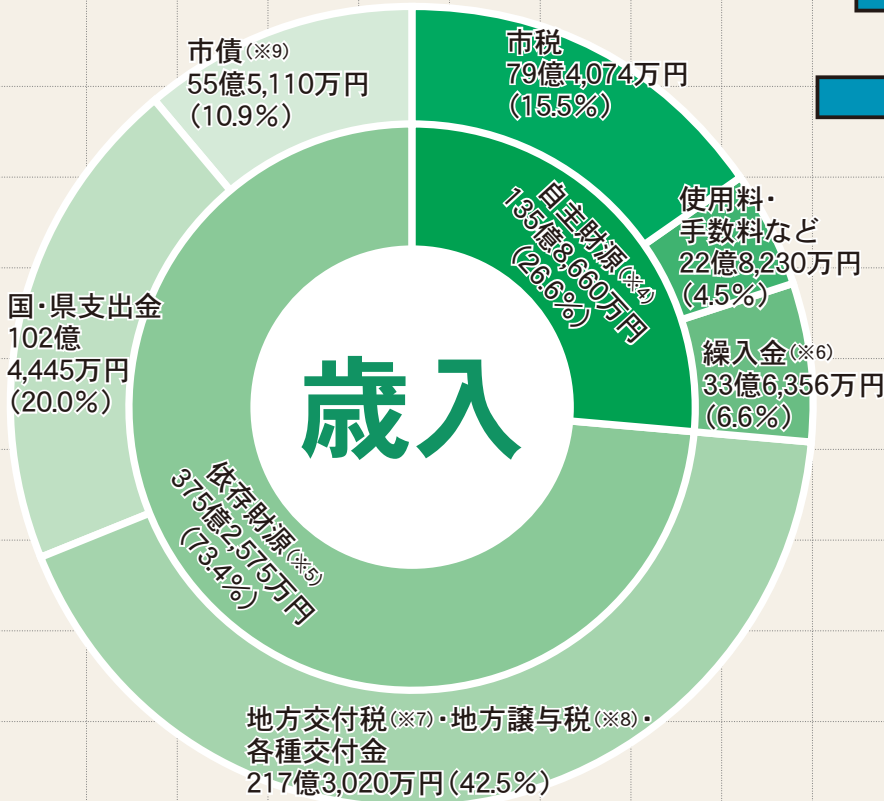 市債(※9)
55億5,110万円
(10.9%)
市税
79億4,074万円
(15.5%)
使用料・
手数料など
22億8,230万円
(4.5%)
繰入金(※6)
33億6,356万円
(6.6%)
自主財源(※4)
135億8,660万円
(26.6%)
国・県支出金
102億
4,445万円
(20.0%)
歳入
依存財源(※5)
375億2,575万円
(73.4%)
地方交付税(※7)・地方譲与税(※8)・
各種交付金
217億3,020万円(42.5%)